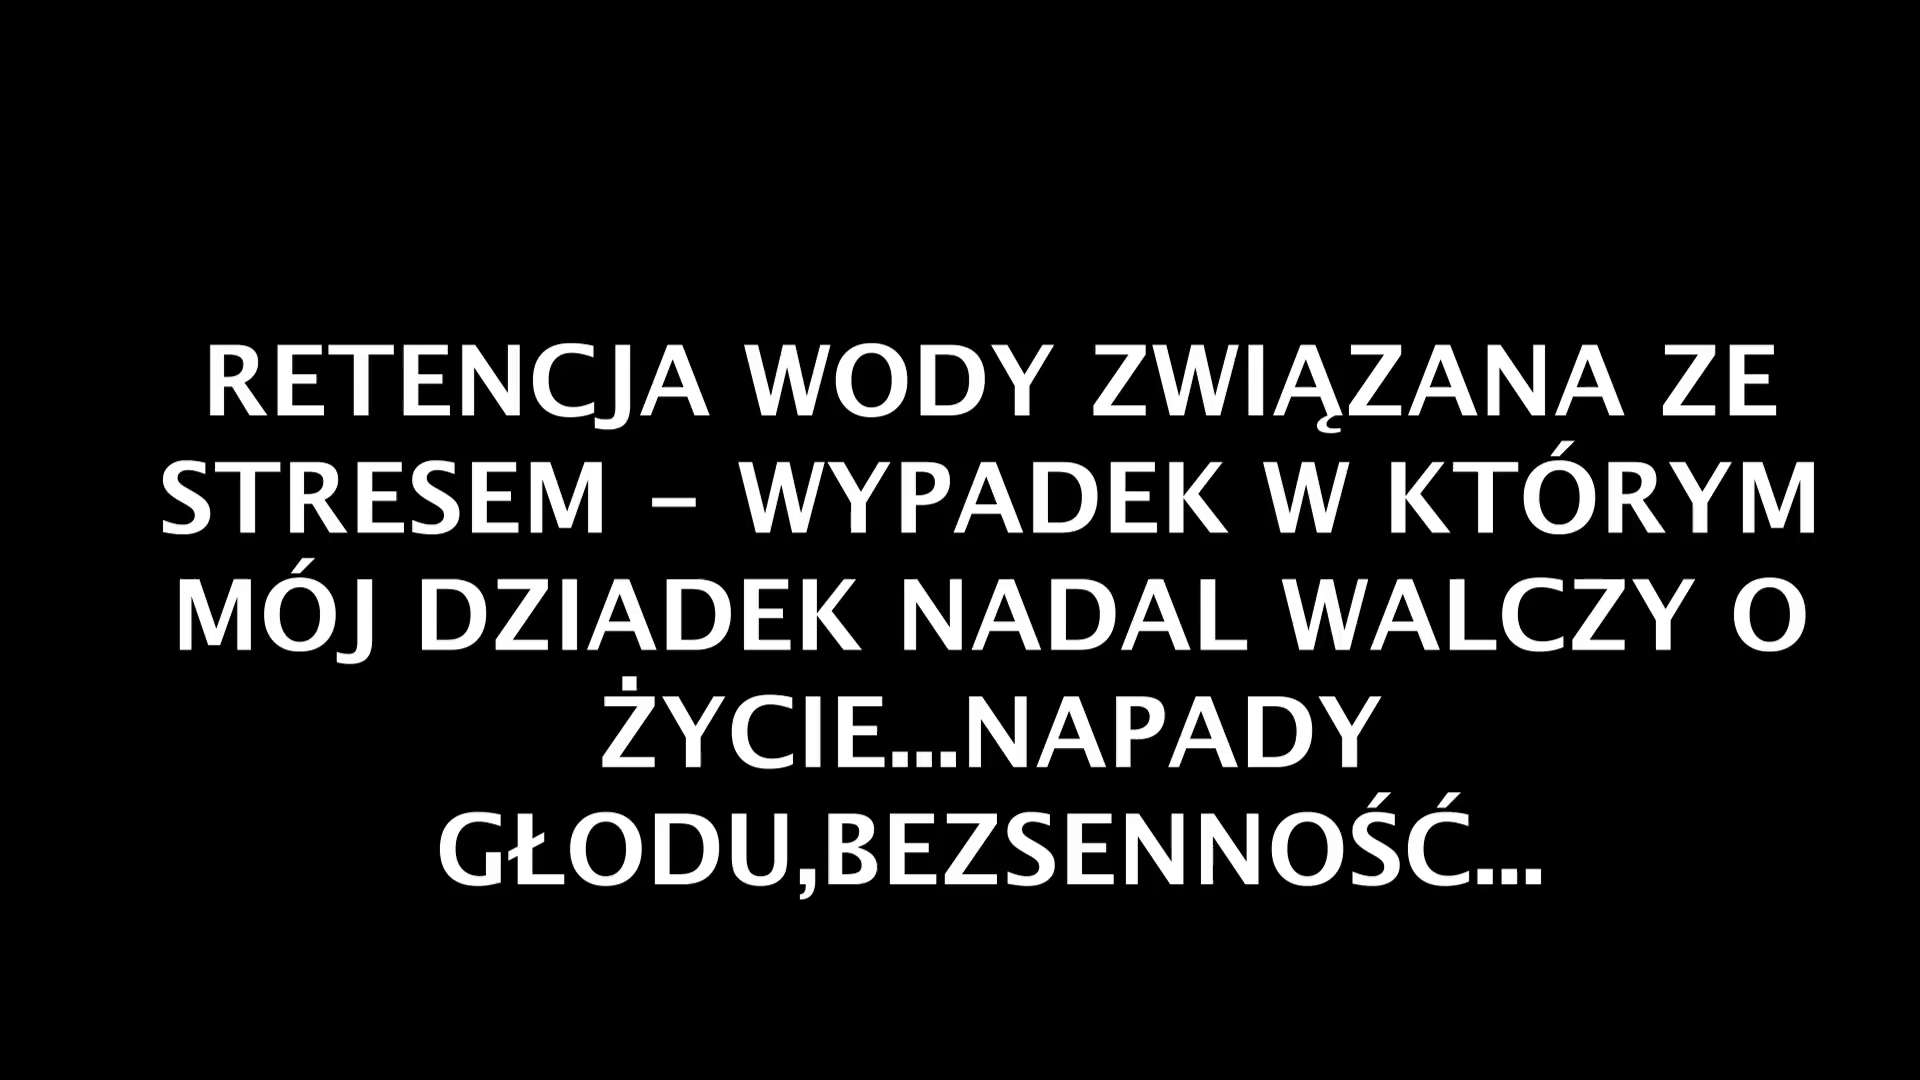 RETENCJA WODY ZWIĄZANA ZE
STRESEM – WYPADEK W KTÓRYM
MÓJ DZIADEK NADAL WALCZY O
ŻYCIE...NAPADY
GŁODU,BEZSENNOŚĆ...